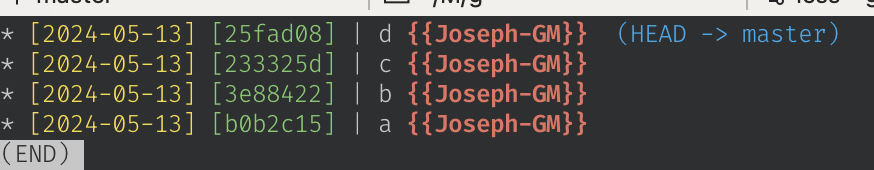 * [2024-05-13] [25fad08] | d {{Joseph-GM}}  (HEAD -> master)
* [2024-05-13] [233325d] | c {{Joseph-GM}}
* [2024-05-13] [3e88422] | b {{Joseph-GM}}
* [2024-05-13] [b0b2c15] | a {{Joseph-GM}}
(END)